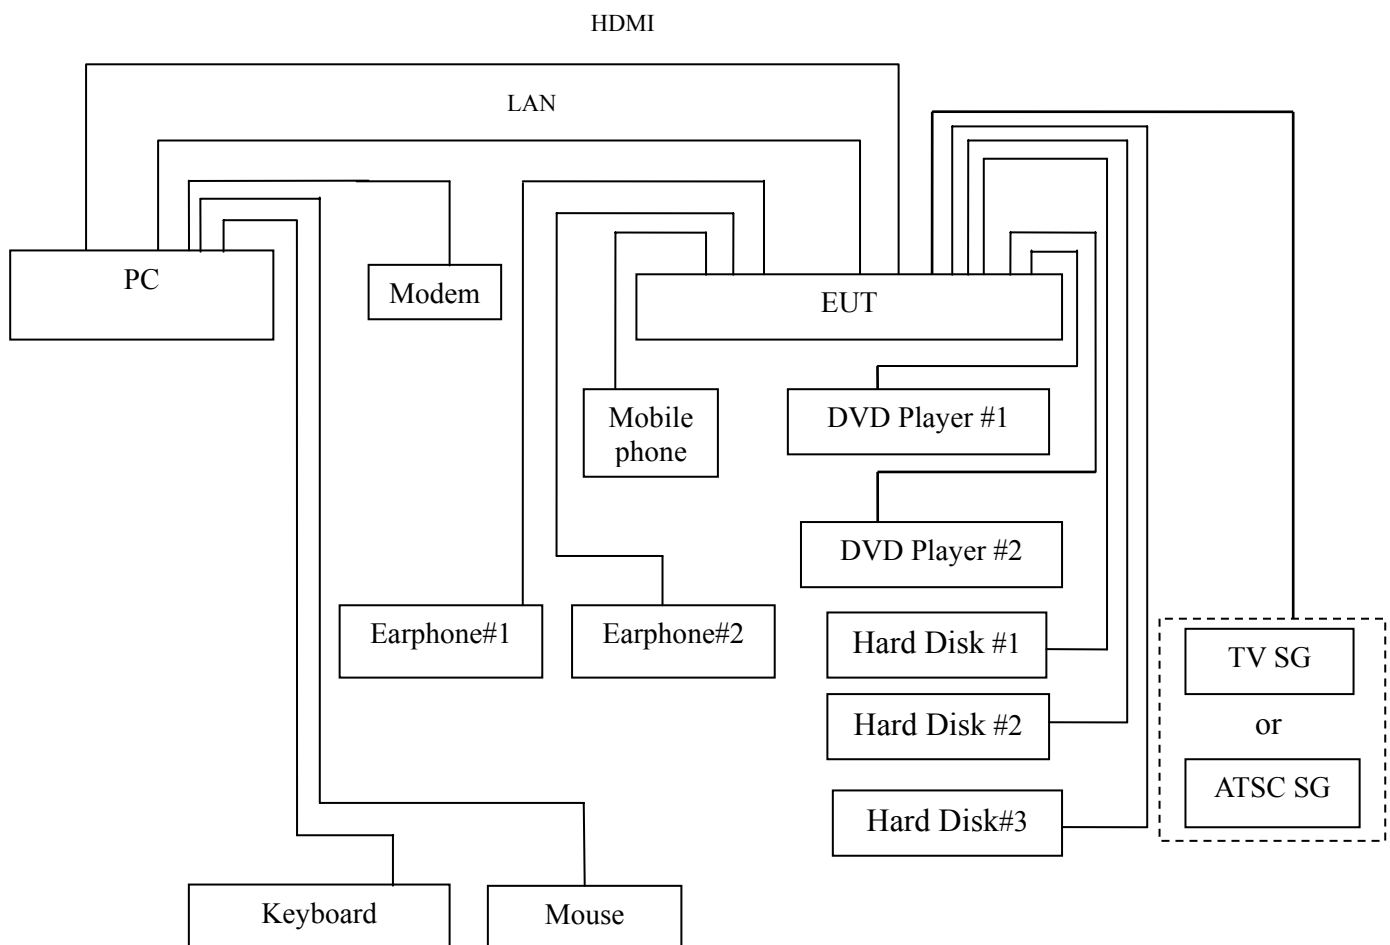 HDMI
LAN
PC
Modem
EUT
Mobile
phone
DVD Player #1
DVD Player #2
Earphone#1
Earphone#2
Hard Disk #1
TV SG
Hard Disk #2
or
ATSC SG
Hard Disk#3
Keyboard
Mouse